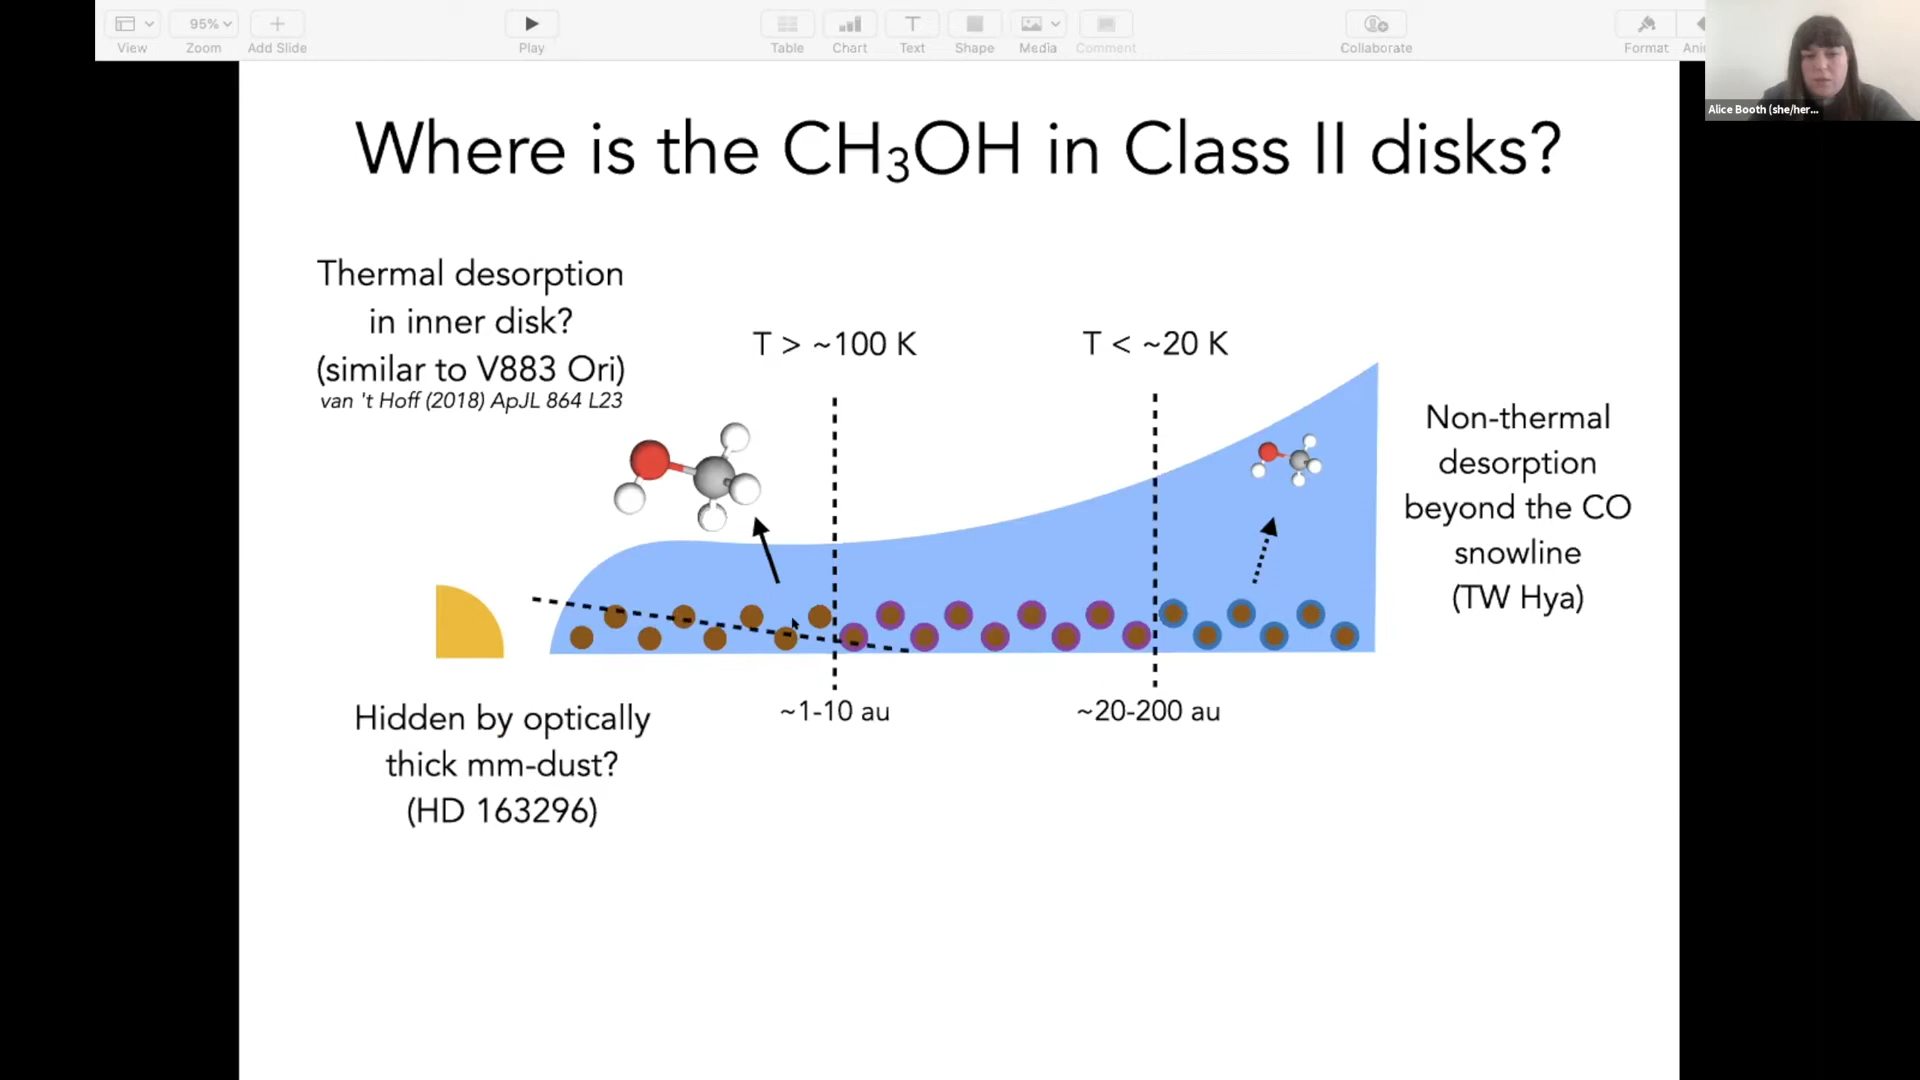 View
95%
Zoom
Add Slide
Play
Table
Chart
Text
Shape
Media
Comment
Collaborate
Format
Alice Booth (she/her...
Where is the CH₃OH in Class II disks?
Thermal desorption
in inner disk?
(similar to V883 Ori)
van 't Hoff (2018) ApJL 864 L23
T > ~100 K
T < ~20 K
Non-thermal
desorption
beyond the CO
snowline
(TW Hya)
~1-10 au
~20-200 au
Hidden by optically
thick mm-dust?
(HD 163296)